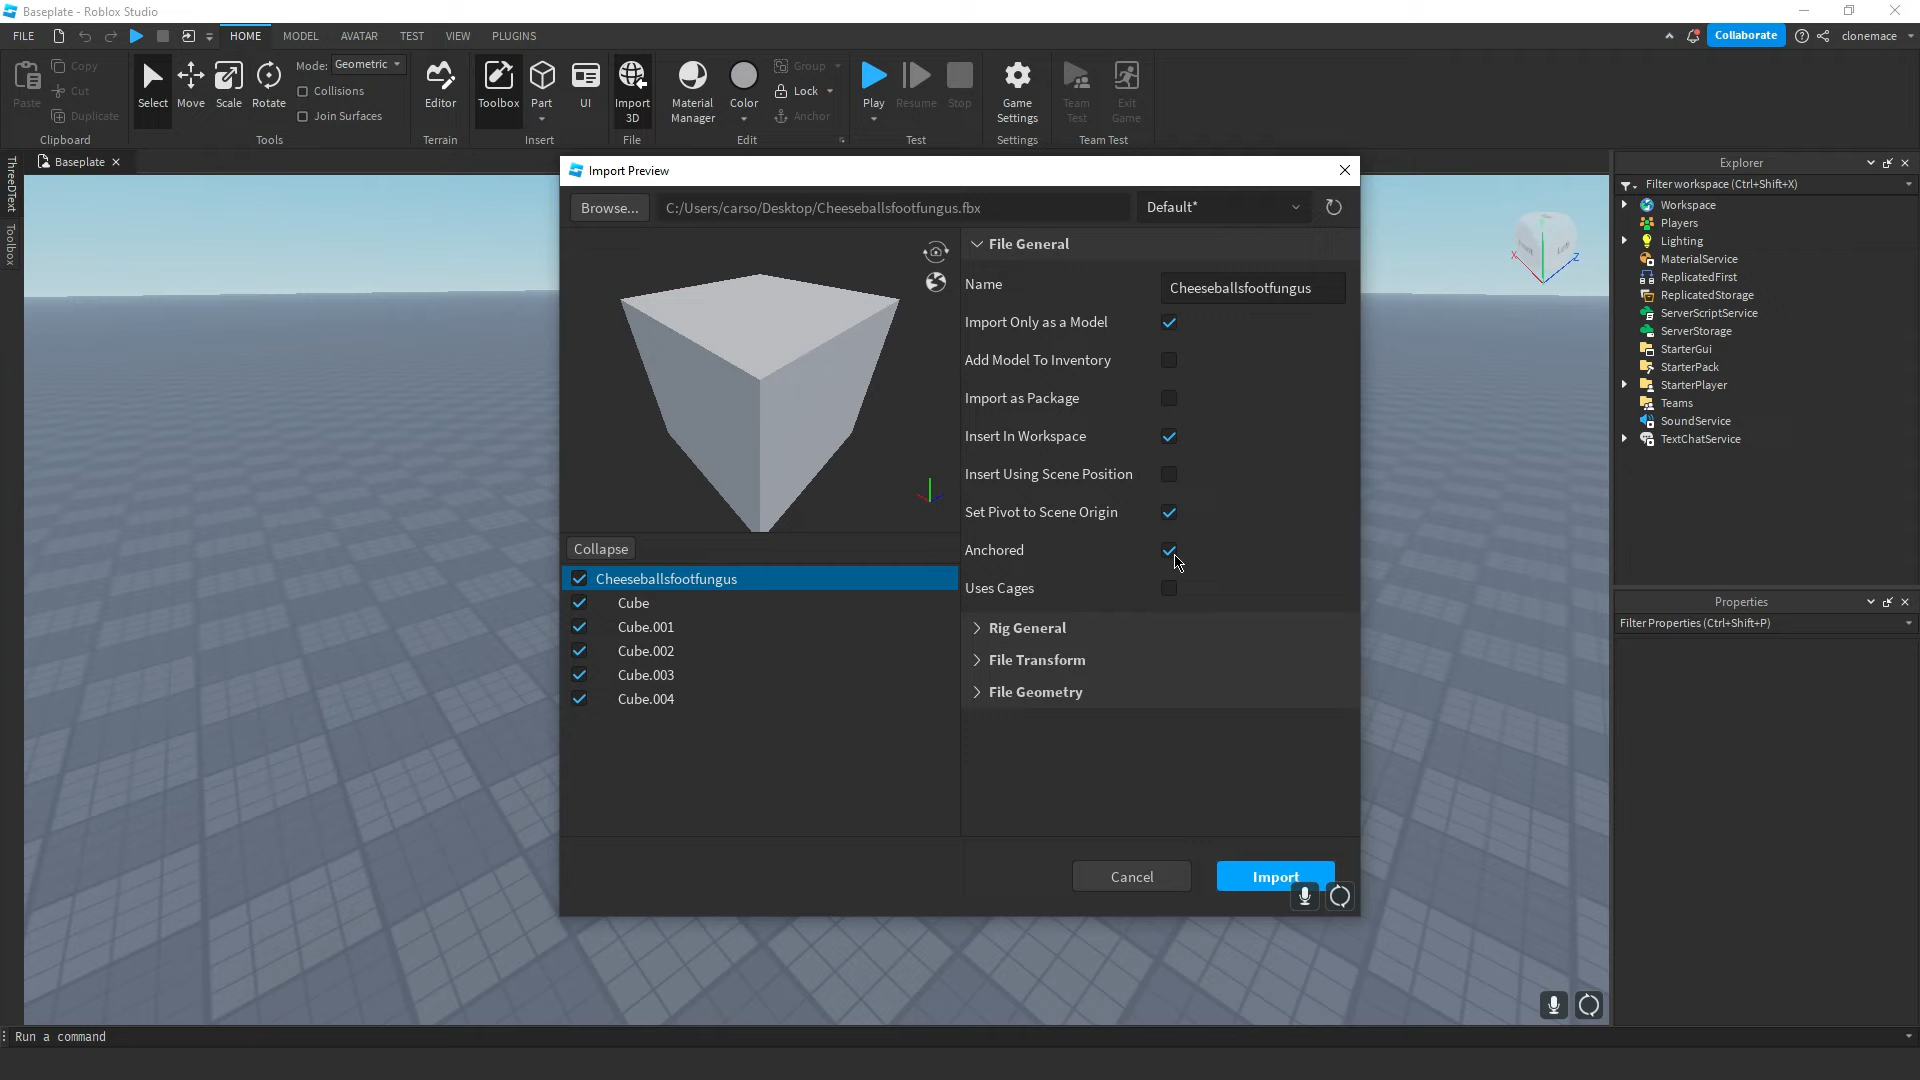 Baseplate - Roblox Studio
FILE HOME MODEL AVATAR TEST VIEW PLUGINS Collaborate clonemace
Paste Copy Cut Duplicate Clipboard
Select Move Scale Rotate Mode: Geometric Collisions Join Surfaces Tools
Editor Terrain
Toolbox Part UI Insert
Import 3D File
Material Manager Color Group Lock Anchor Edit
Play Resume Stop Test
Game Settings Settings
Team Test Exit Game Team Test
ThreeDText
Toolbox
Baseplate
Import Preview
Browse... C:/Users/carso/Desktop/Cheeseballsfootfungus.fbx Default*
File General
Name Cheeseballsfootfungus
Import Only as a Model
Add Model To Inventory
Import as Package
Insert In Workspace
Insert Using Scene Position
Set Pivot to Scene Origin
Anchored
Uses Cages
Rig General
File Transform
File Geometry
Collapse
Cheeseballsfootfungus
Cube
Cube.001
Cube.002
Cube.003
Cube.004
Cancel Import
X Z
Explorer
Filter workspace (Ctrl+Shift+X)
Workspace
Players
Lighting
MaterialService
ReplicatedFirst
ReplicatedStorage
ServerScriptService
ServerStorage
StarterGui
StarterPack
StarterPlayer
Teams
SoundService
TextChatService
Properties
Filter Properties (Ctrl+Shift+P)
Run a command